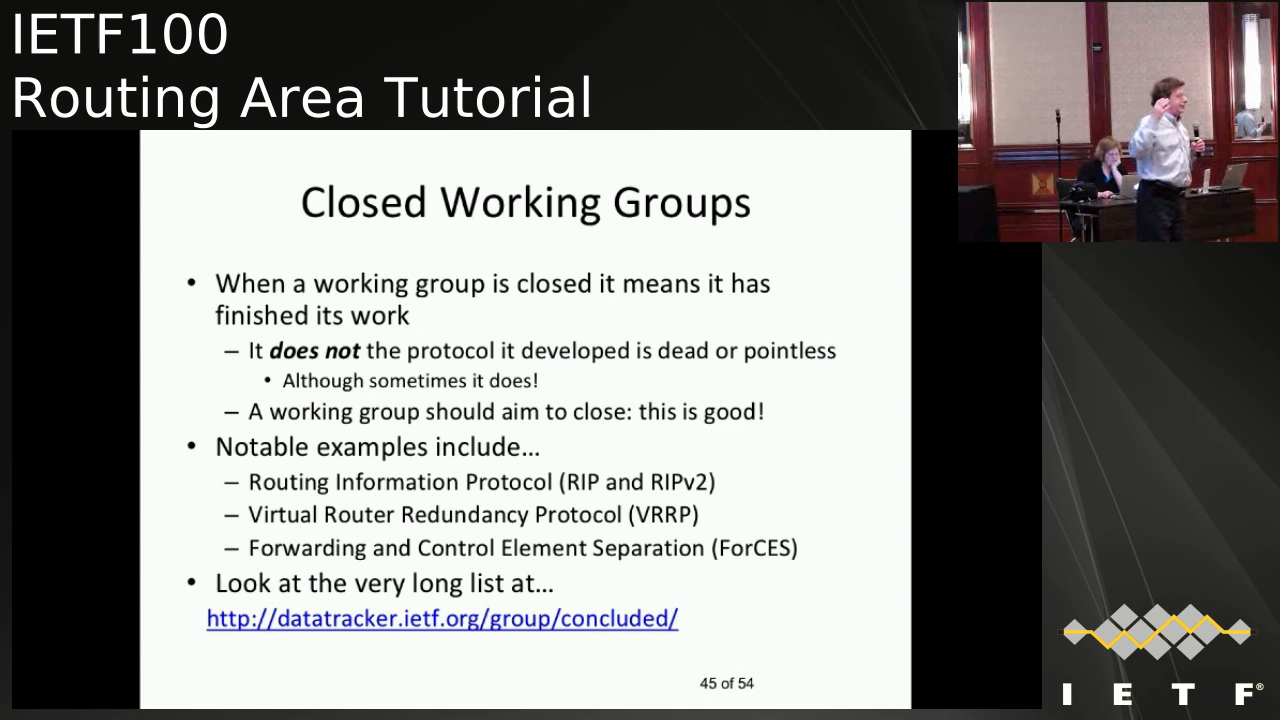 IETF100
Routing Area Tutorial
Closed Working Groups
• When a working group is closed it means it has
finished its work
– It does not the protocol it developed is dead or pointless
• Although sometimes it does!
– A working group should aim to close: this is good!
• Notable examples include…
– Routing Information Protocol (RIP and RIPv2)
– Virtual Router Redundancy Protocol (VRRP)
– Forwarding and Control Element Separation (ForCES)
• Look at the very long list at…
http://datatracker.ietf.org/group/concluded/
45 of 54
I E T F®